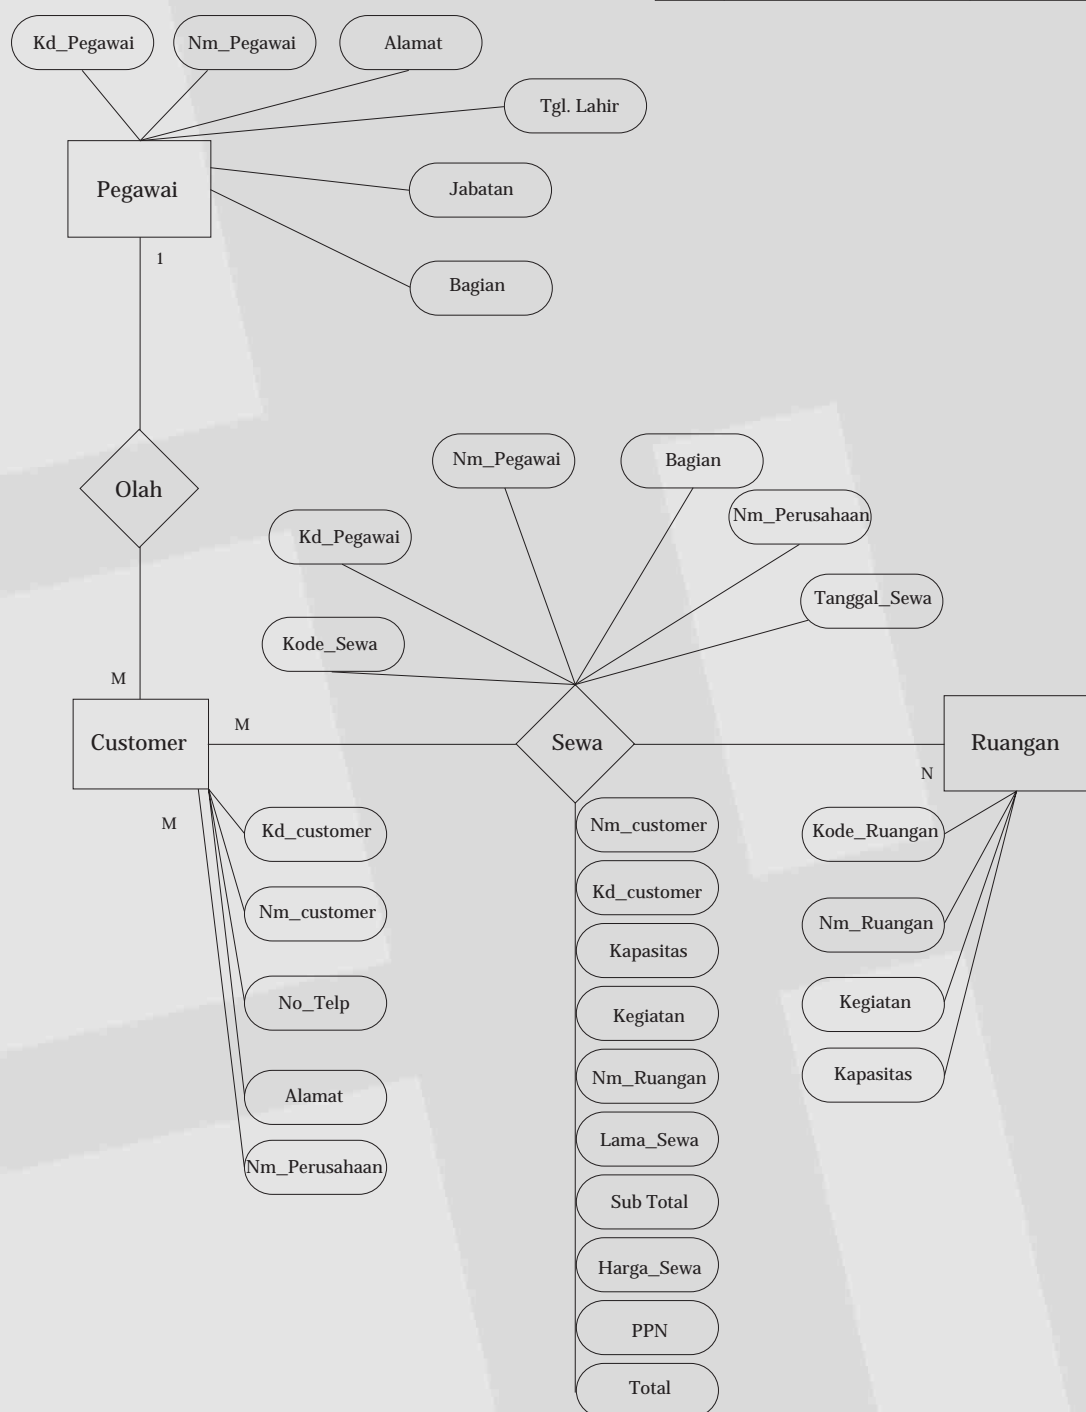 Kd_Pegawai
Nm_Pegawai
Alamat
Tgl. Lahir
Pegawai
Jabatan
1
Bagian
Nm_Pegawai
Bagian
Olah
Nm_Perusahaan
Kd_Pegawai
Tanggal_Sewa
Kode_Sewa
M
M
Customer
Sewa
Ruangan
N
M
Kd_customer
Nm_customer
Kode_Ruangan
Nm_customer
Kd_customer
Nm_Ruangan
Kapasitas
No_Telp
Kegiatan
Kegiatan
Nm_Ruangan
Kapasitas
Alamat
Lama_Sewa
Nm_Perusahaan
Sub Total
Harga_Sewa
PPN
Total